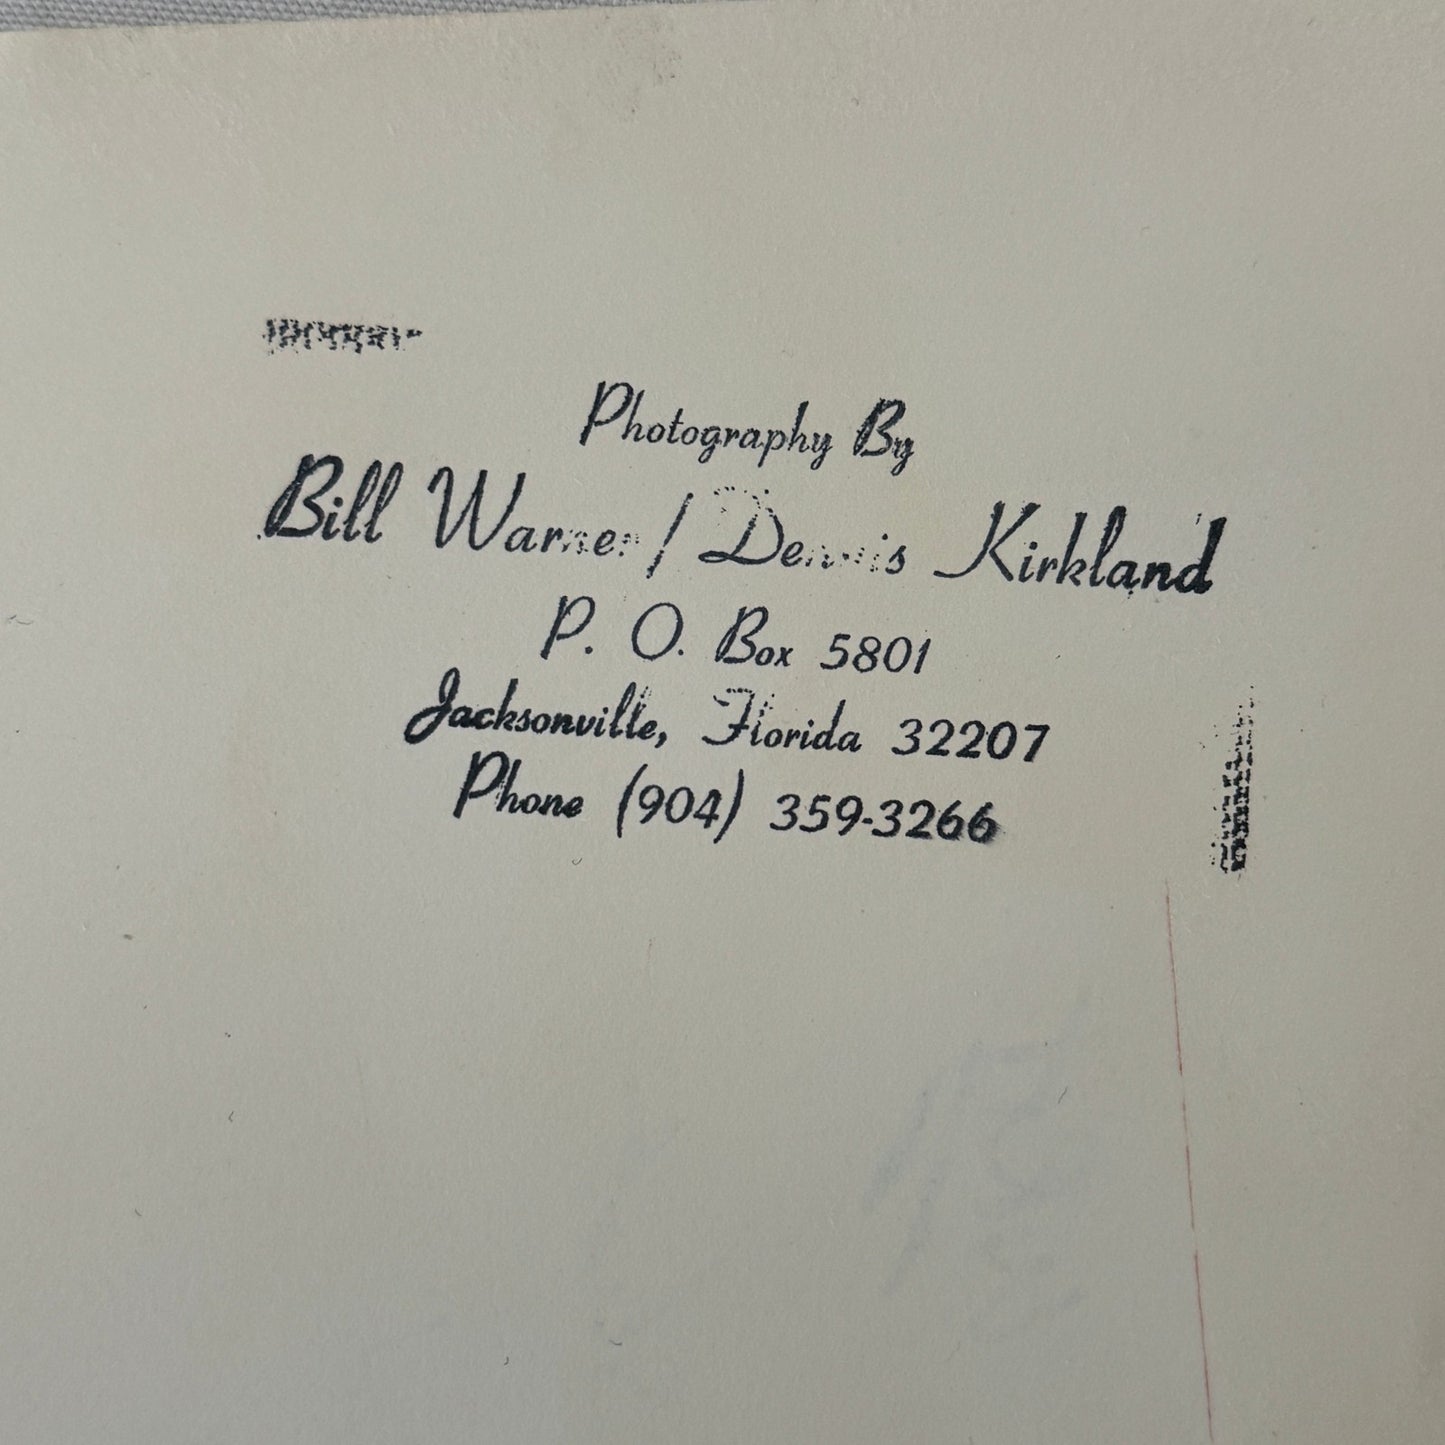 Photography By
Bill Warner / Dennis Kirkland
P. O. Box 5801
Jacksonville, Florida 32207
Phone (904) 359-3266